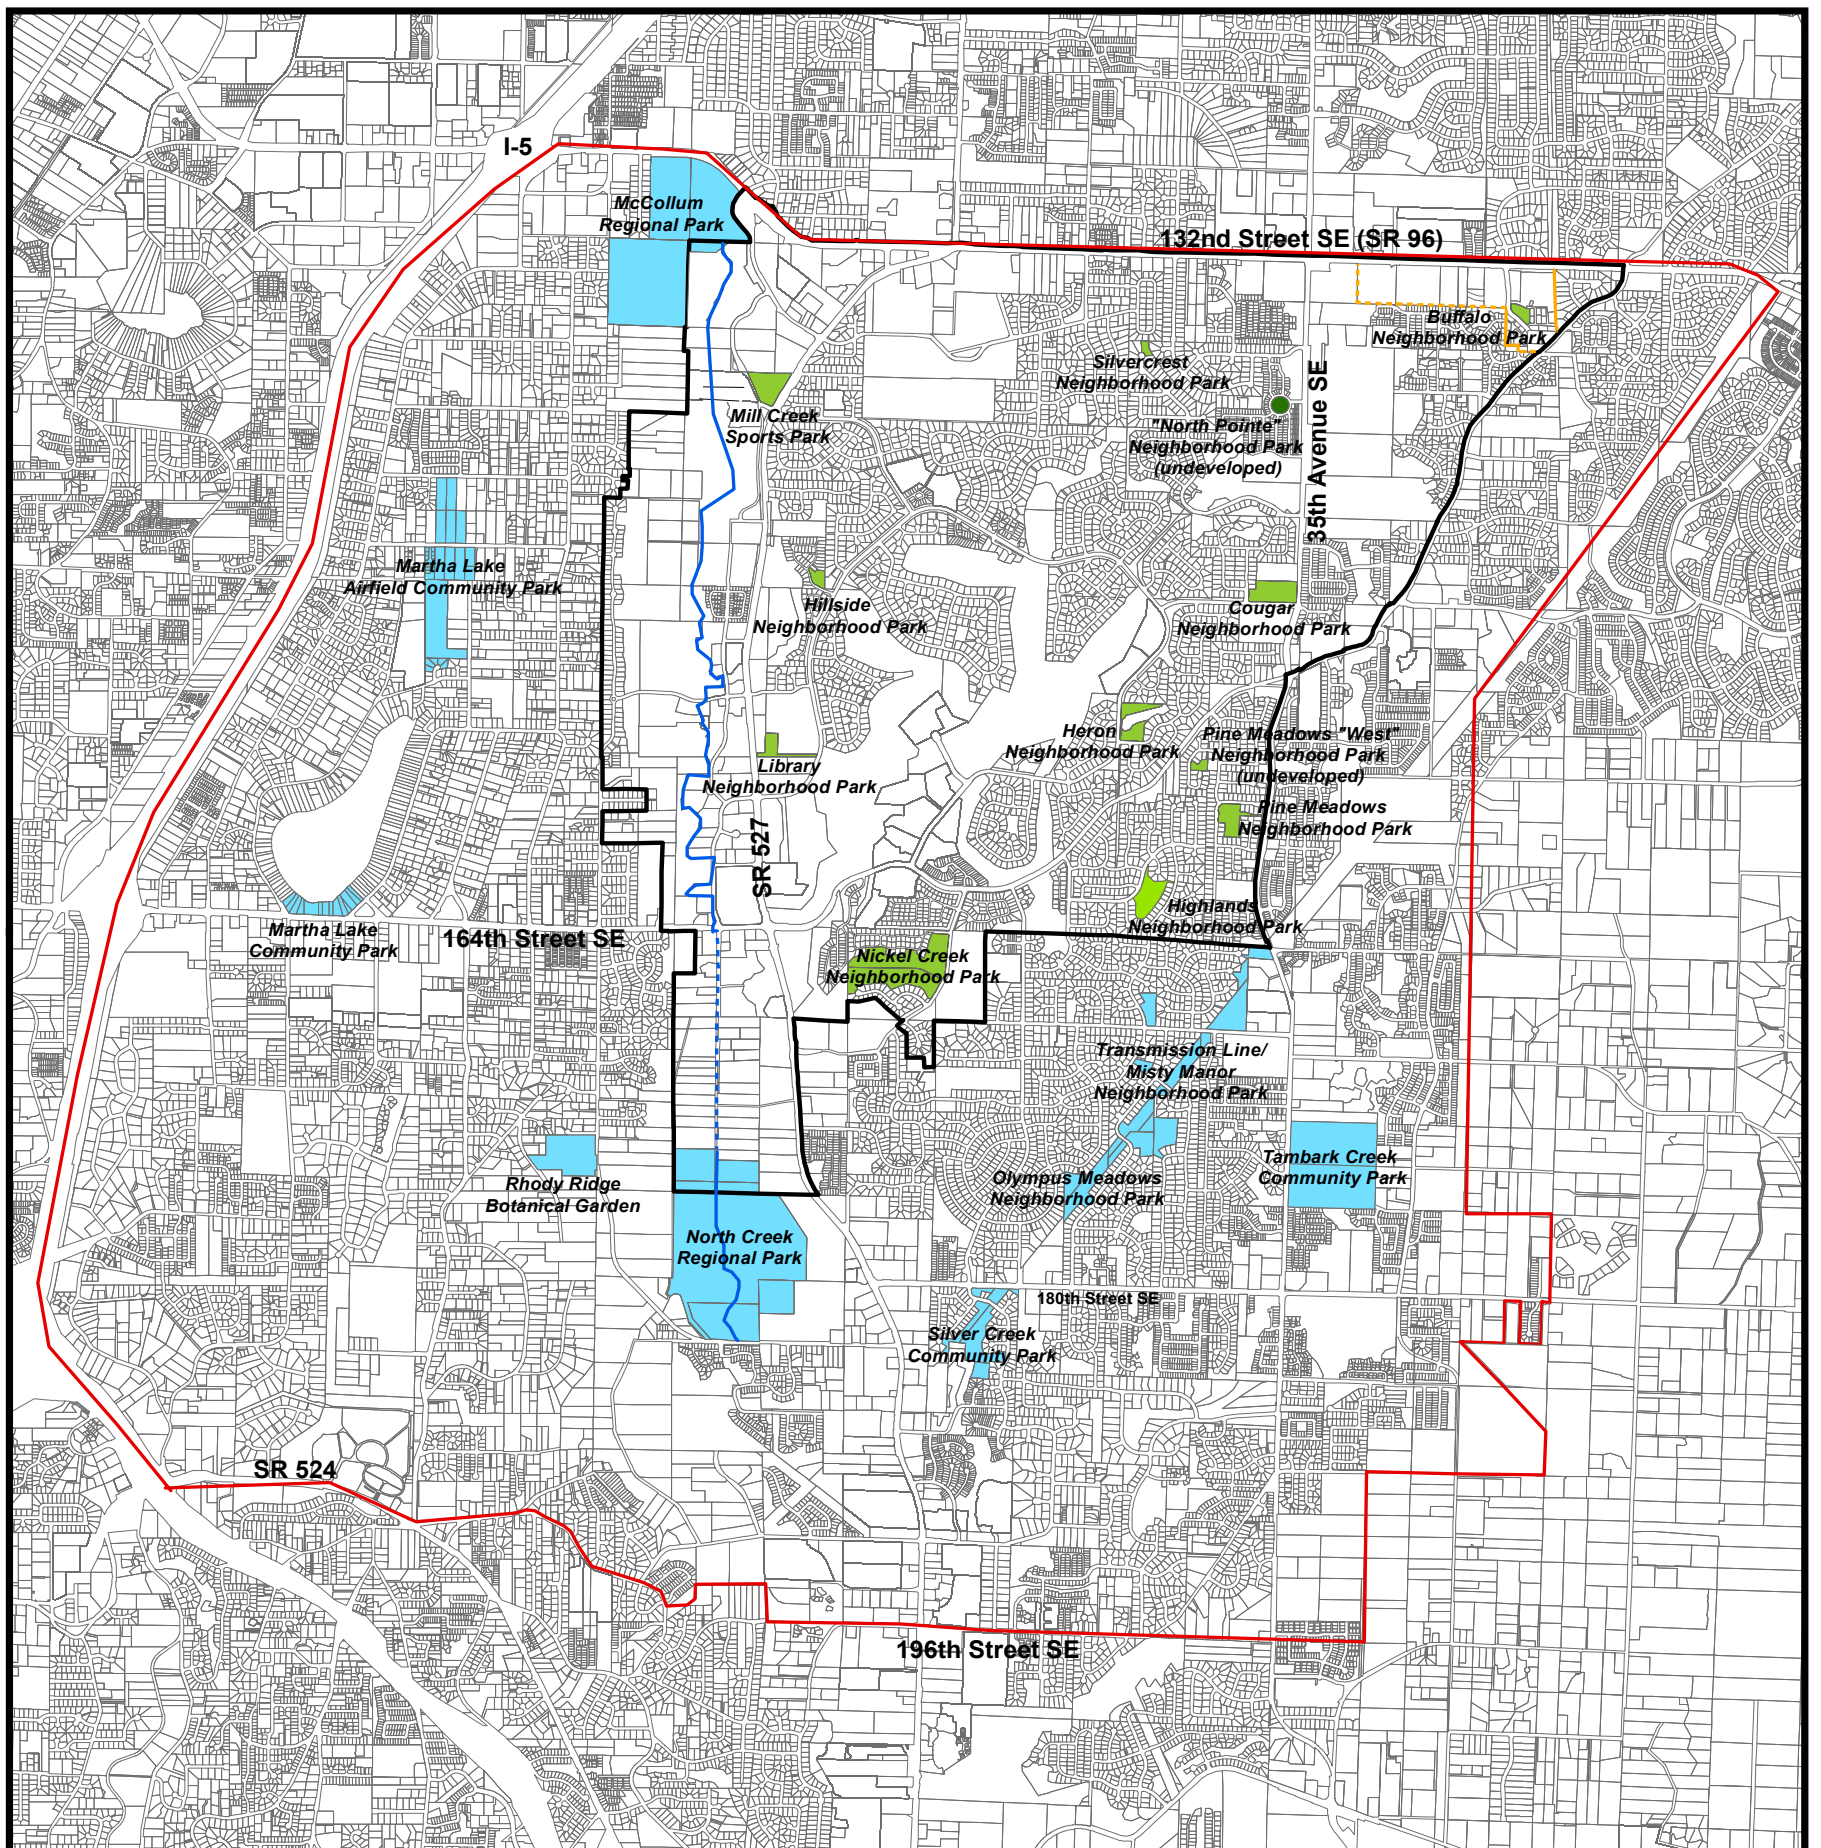 I-5
McCollum
Regional Park
132nd Street SE (SR 96)
Buffalo
Neighborhood Park
Silvercrest
Neighborhood Park
Mill Creek
Sports Park
"North Pointe"
Neighborhood Park
(undeveloped)
35th Avenue SE
Martha Lake
Airfield Community Park
Hillside
Neighborhood Park
Cougar
Neighborhood Park
Heron
Neighborhood Park
Pine Meadows "West"
Neighborhood Park
(undeveloped)
Library
Neighborhood Park
Pine Meadows
Neighborhood Park
SR 527
Highlands
Neighborhood Park
Martha Lake
Community Park
164th Street SE
Nickel Creek
Neighborhood Park
Transmission Line/
Misty Manor
Neighborhood Park
Rhody Ridge
Botanical Garden
Olympus Meadows
Neighborhood Park
Tambark Creek
Community Park
North Creek
Regional Park
180th Street SE
Silver Creek
Community Park
SR 524
196th Street SE